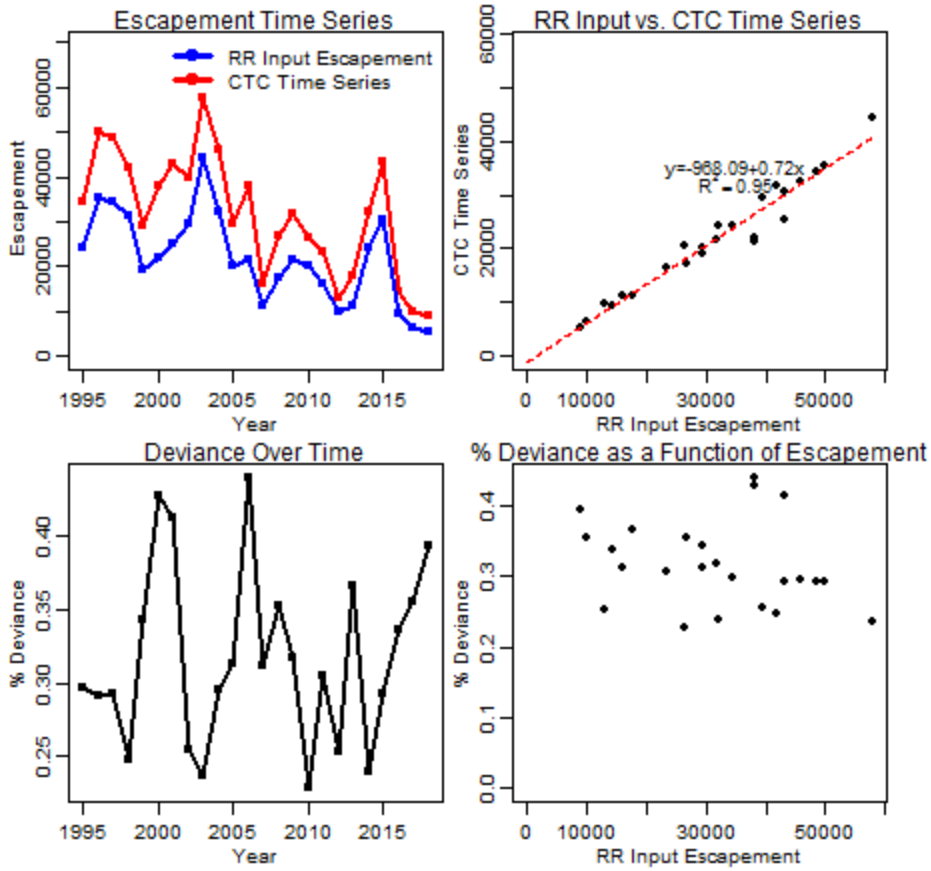 Escapement Time Series
RR Input Escapement
CTC Time Series
Escapement
0
20000
40000
60000
1995
2000
2005
2010
2015
Year
RR Input vs. CTC Time Series
y=-968.09+0.72x
R² = 0.95
CTC Time Series
0
20000
40000
60000
0
10000
30000
50000
RR Input Escapement
Deviance Over Time
% Deviance
0.25
0.30
0.35
0.40
1995
2000
2005
2010
2015
Year
% Deviance as a Function of Escapement
% Deviance
0.0
0.1
0.2
0.3
0.4
0
10000
30000
50000
RR Input Escapement